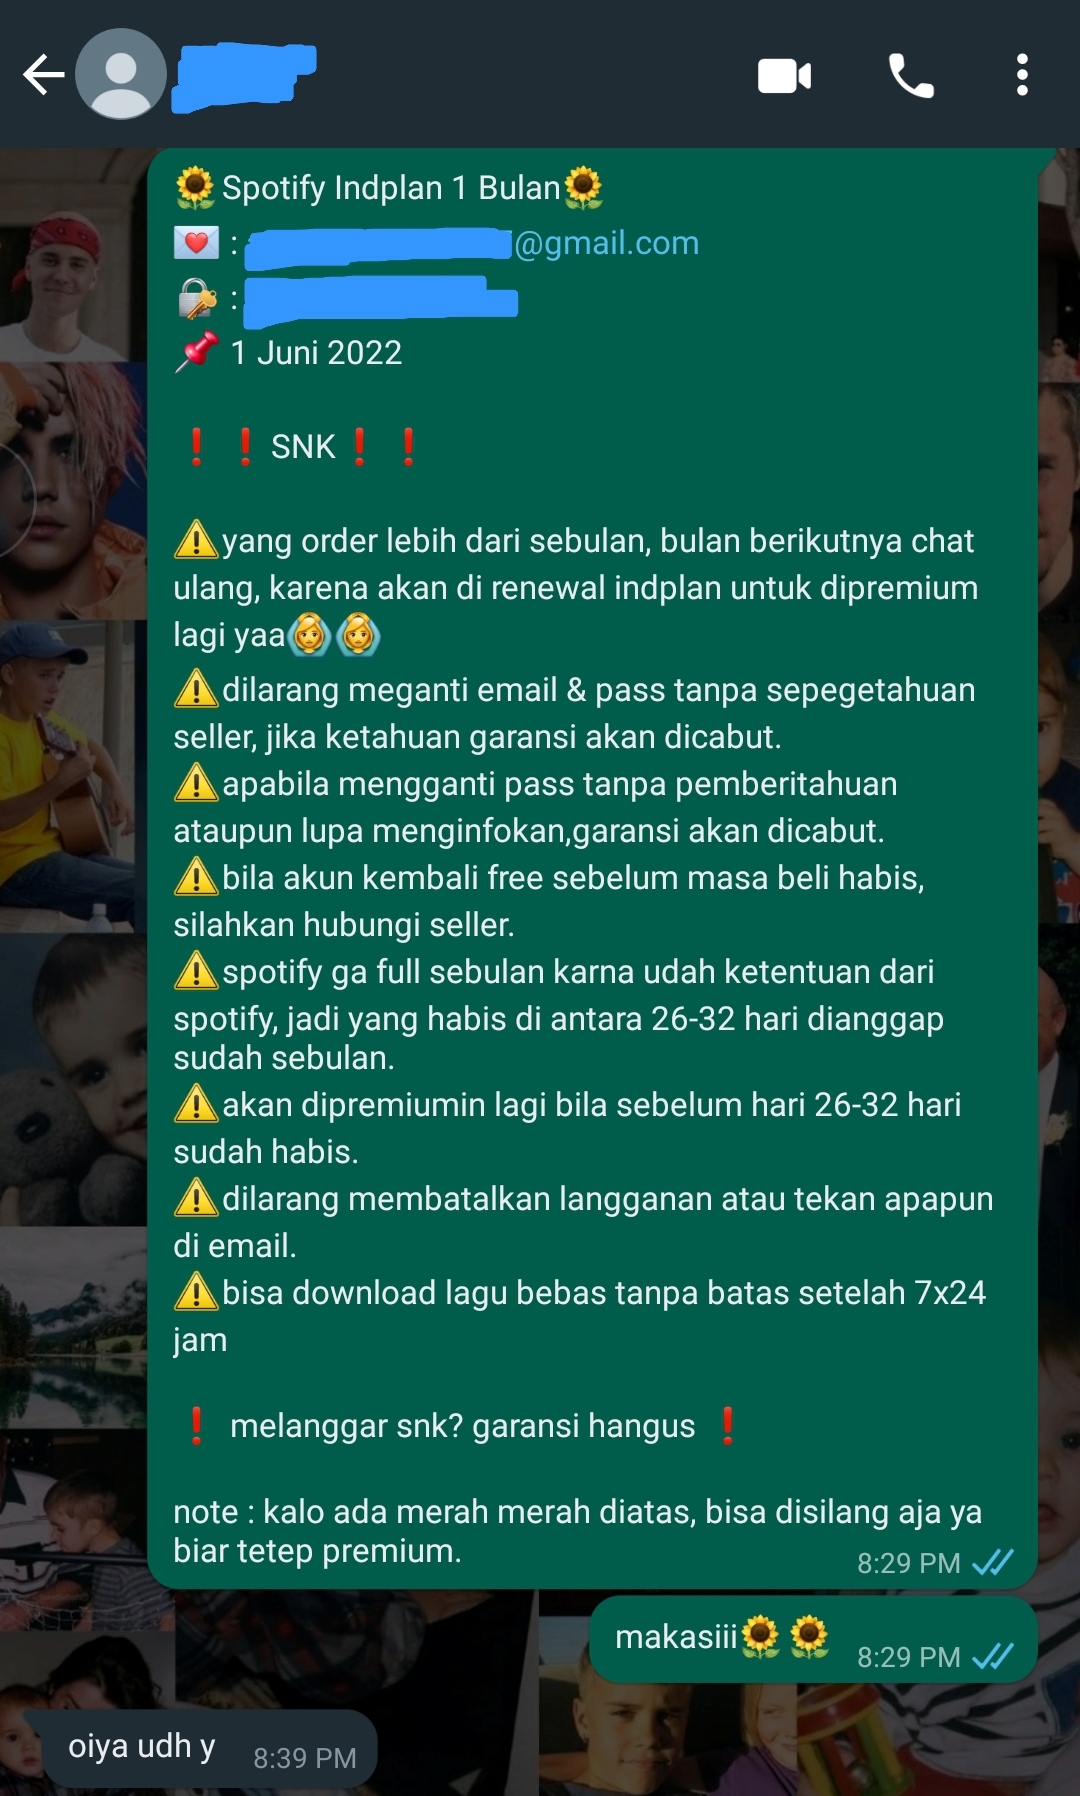 🌻Spotify Indplan 1 Bulan🌻
💌 : @gmail.com
🔐 :
📌 1 Juni 2022
❗❗SNK❗❗
⚠️yang order lebih dari sebulan, bulan berikutnya chat
ulang, karena akan di renewal indplan untuk dipremium
lagi yaa🙆‍♀️🙆‍♀️
⚠️dilarang meganti email & pass tanpa sepegetahuan
seller, jika ketahuan garansi akan dicabut.
⚠️apabila mengganti pass tanpa pemberitahuan
ataupun lupa menginfokan,garansi akan dicabut.
⚠️bila akun kembali free sebelum masa beli habis,
silahkan hubungi seller.
⚠️spotify ga full sebulan karna udah ketentuan dari
spotify, jadi yang habis di antara 26-32 hari dianggap
sudah sebulan.
⚠️akan dipremiumin lagi bila sebelum hari 26-32 hari
sudah habis.
⚠️dilarang membatalkan langganan atau tekan apapun
di email.
⚠️bisa download lagu bebas tanpa batas setelah 7x24
jam
❗ melanggar snk? garansi hangus ❗
note : kalo ada merah merah diatas, bisa disilang aja ya
biar tetep premium.
8:29 PM
makasiii🌻🌻 8:29 PM
oiya udh y 8:39 PM